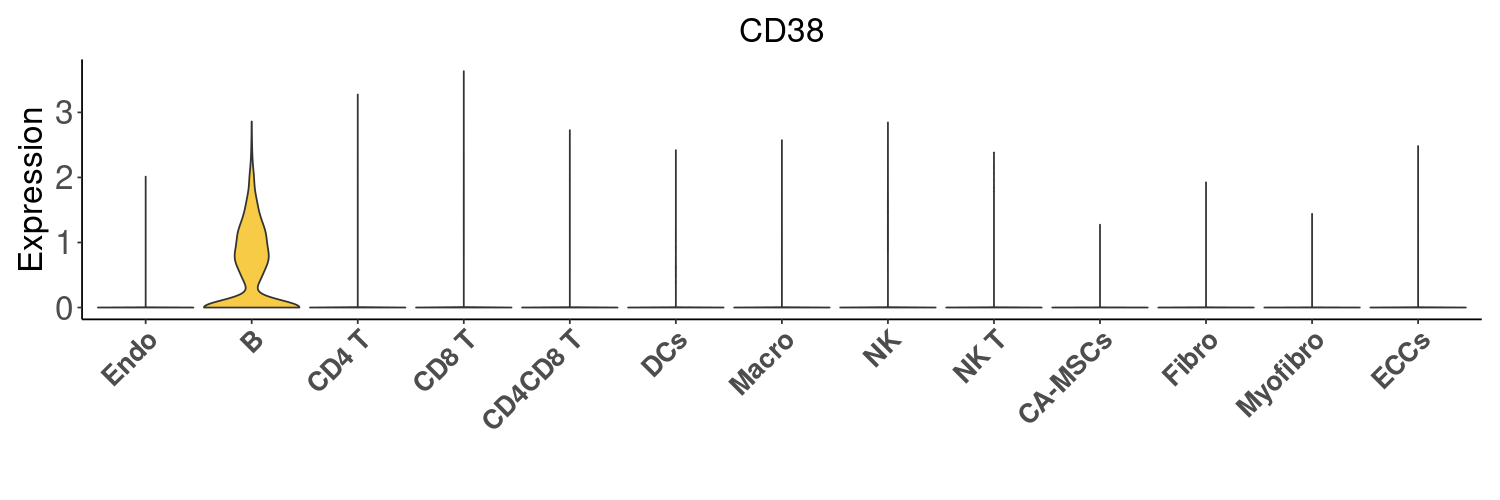 CD38
Expression
3
2
1
0
Endo
B
CD4 T
CD8 T
CD4CD8 T
DCs
Macro
NK
NK T
CA-MSCs
Fibro
Myofibro
ECCs